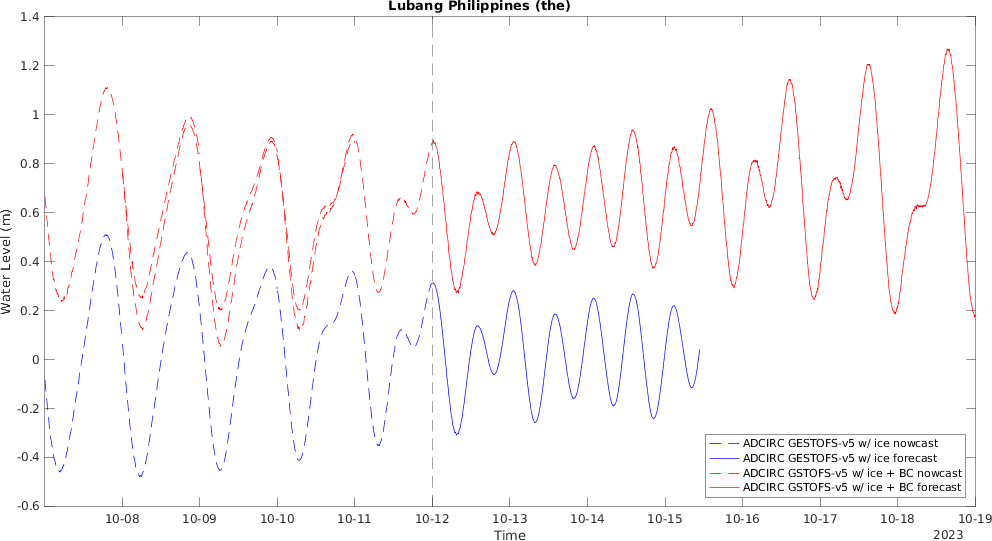 Lubang Philippines (the)
1.4
1.2
1
0.8
0.6
0.4
0.2
0
-0.2
-0.4
-0.6
Water Level (m)
ADCIRC GESTOFS-v5 w/ ice nowcast
ADCIRC GESTOFS-v5 w/ ice forecast
ADCIRC GSTOFS-v5 w/ ice + BC nowcast
ADCIRC GSTOFS-v5 w/ ice + BC forecast
10-08 10-09 10-10 10-11 10-12 10-13 10-14 10-15 10-16 10-17 10-18 10-19
Time
2023